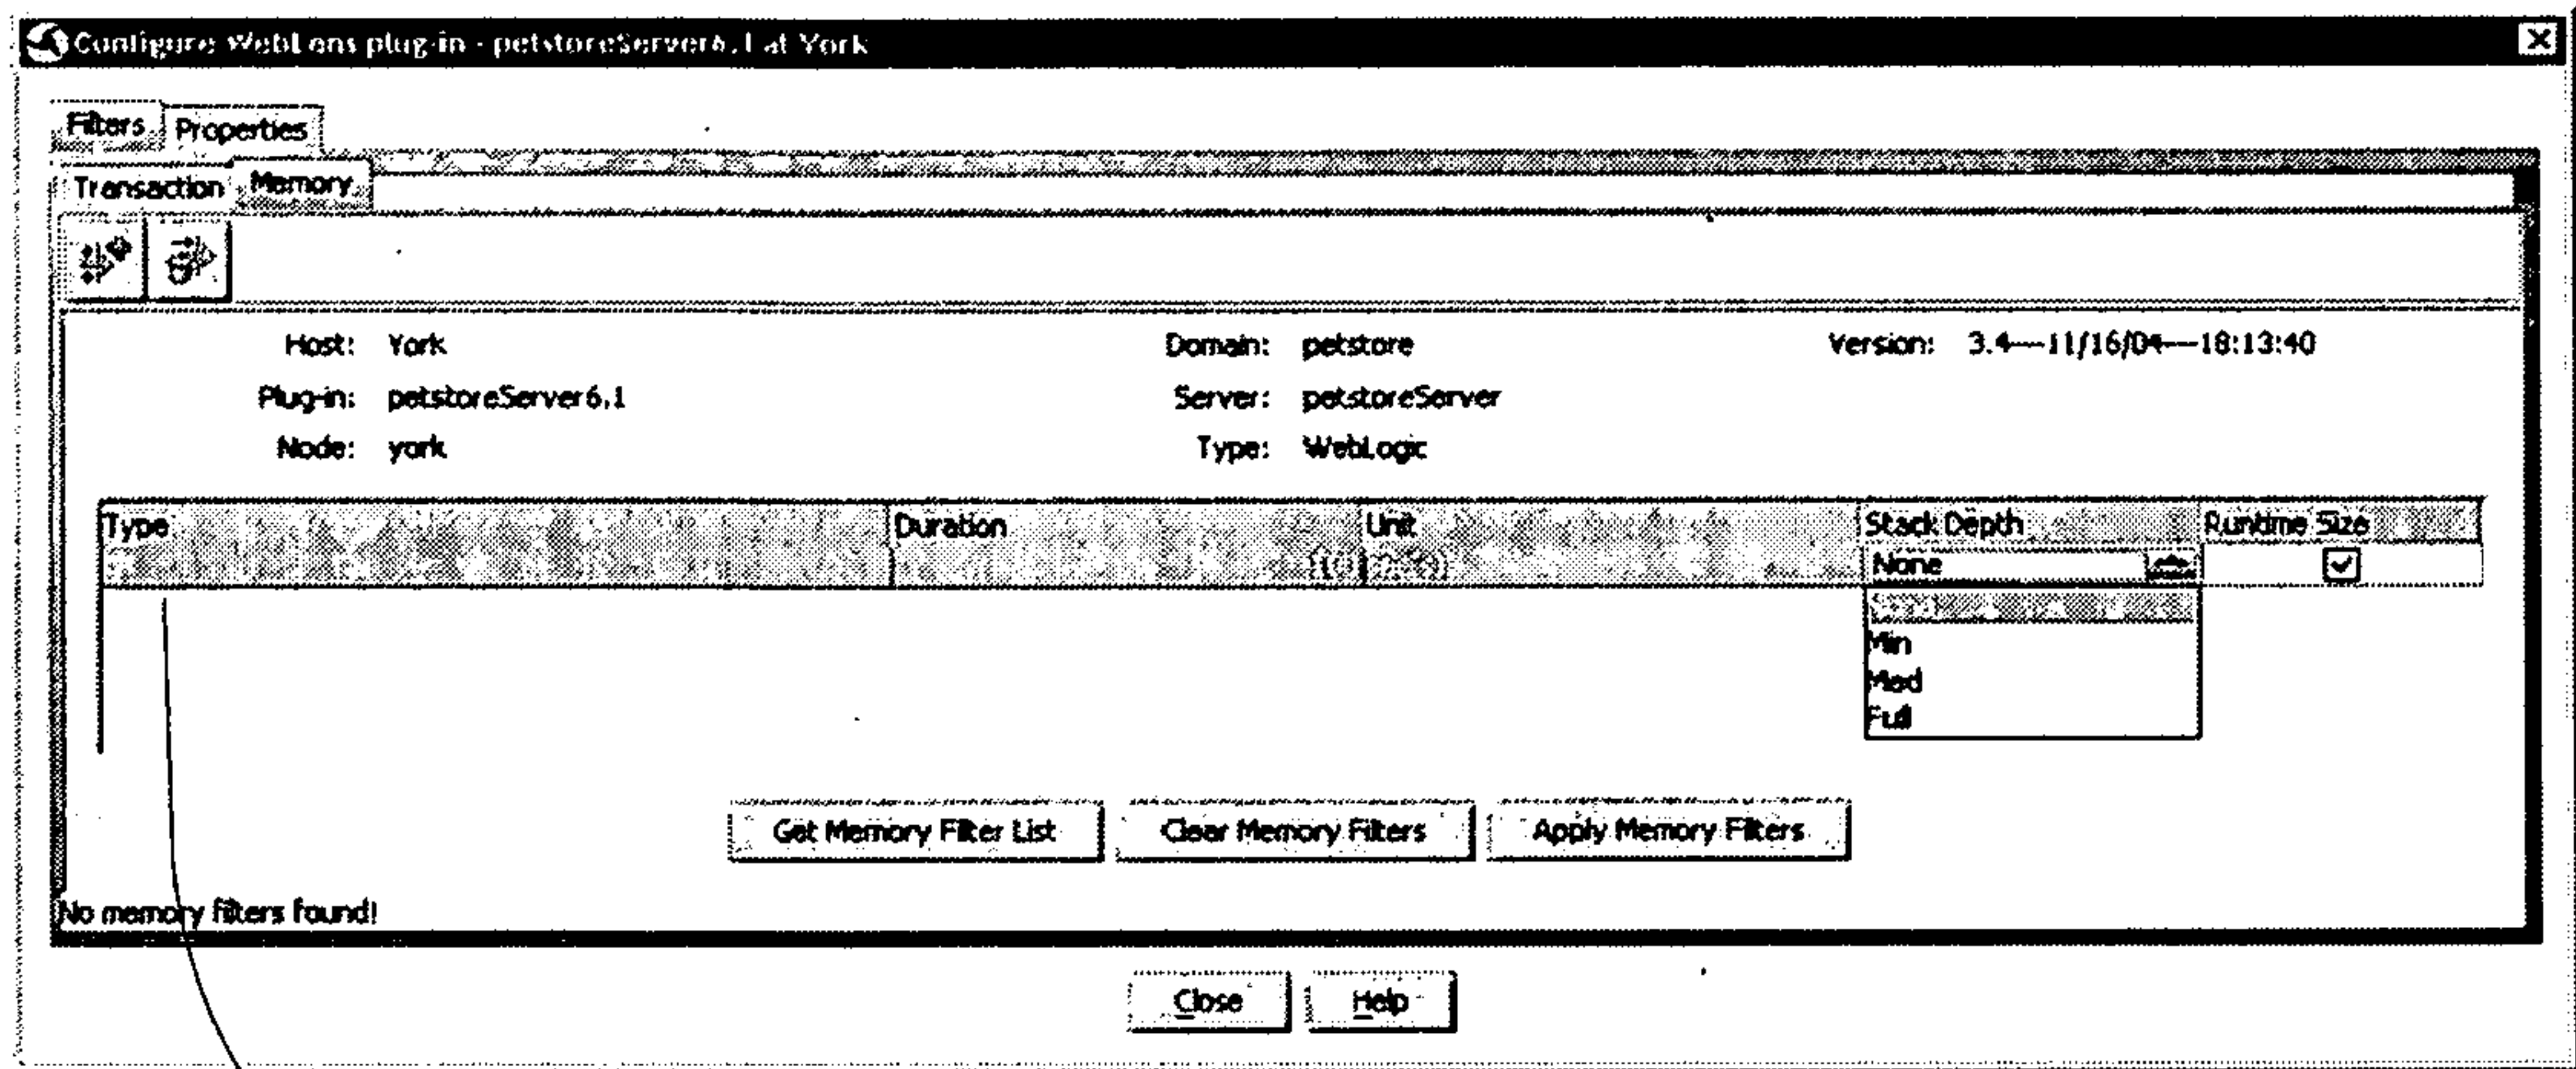 Configure WebLens plug-in - petstoreServer6.1 at York
Filters Properties
Transaction Memory
Host: York Domain: petstore Version: 3.4---11/16/04---18:13:40
Plug-in: petstoreServer6.1 Server: petstoreServer
Node: york Type: WebLogic
Type Duration Unit Stack Depth Runtime Size
None
Min
Med
Full
Get Memory Filter List Clear Memory Filters Apply Memory Filters
No memory filters found!
Close Help